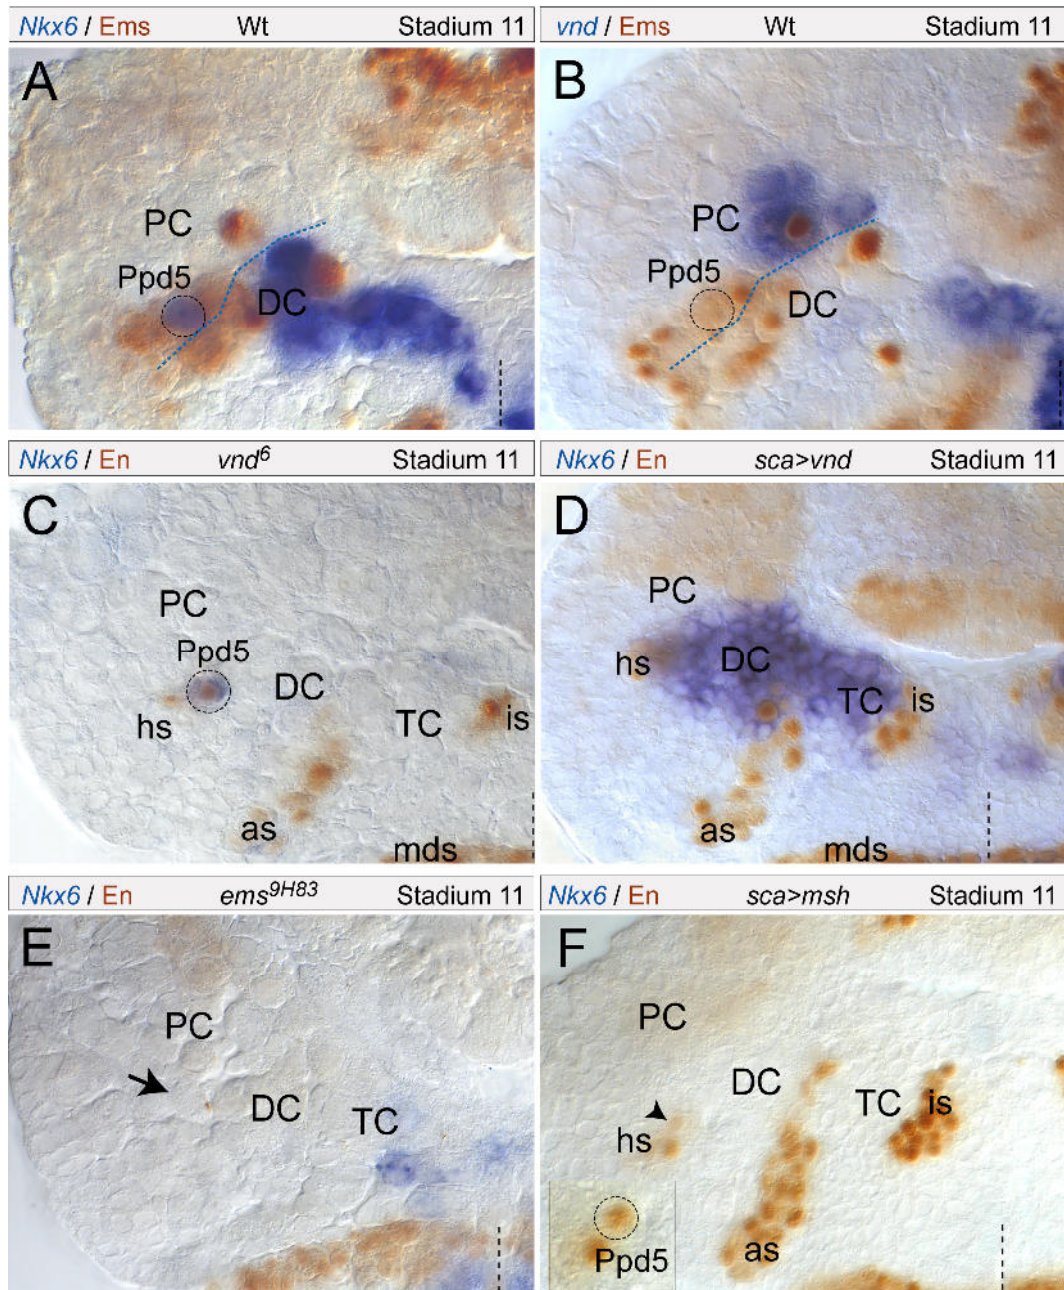 Nkx6 / Ems Wt Stadium 11
A
PC
Ppd5
DC
vnd / Ems Wt Stadium 11
B
PC
Ppd5
DC
Nkx6 / En vnd⁶ Stadium 11
C
PC
Ppd5
DC
hs
TC
is
as
mds
Nkx6 / En sca>vnd Stadium 11
D
PC
hs
DC
TC
is
as
mds
Nkx6 / En ems⁹ᴴ⁸³ Stadium 11
E
PC
DC
TC
Nkx6 / En sca>msh Stadium 11
F
PC
DC
TC
is
hs
as
Ppd5